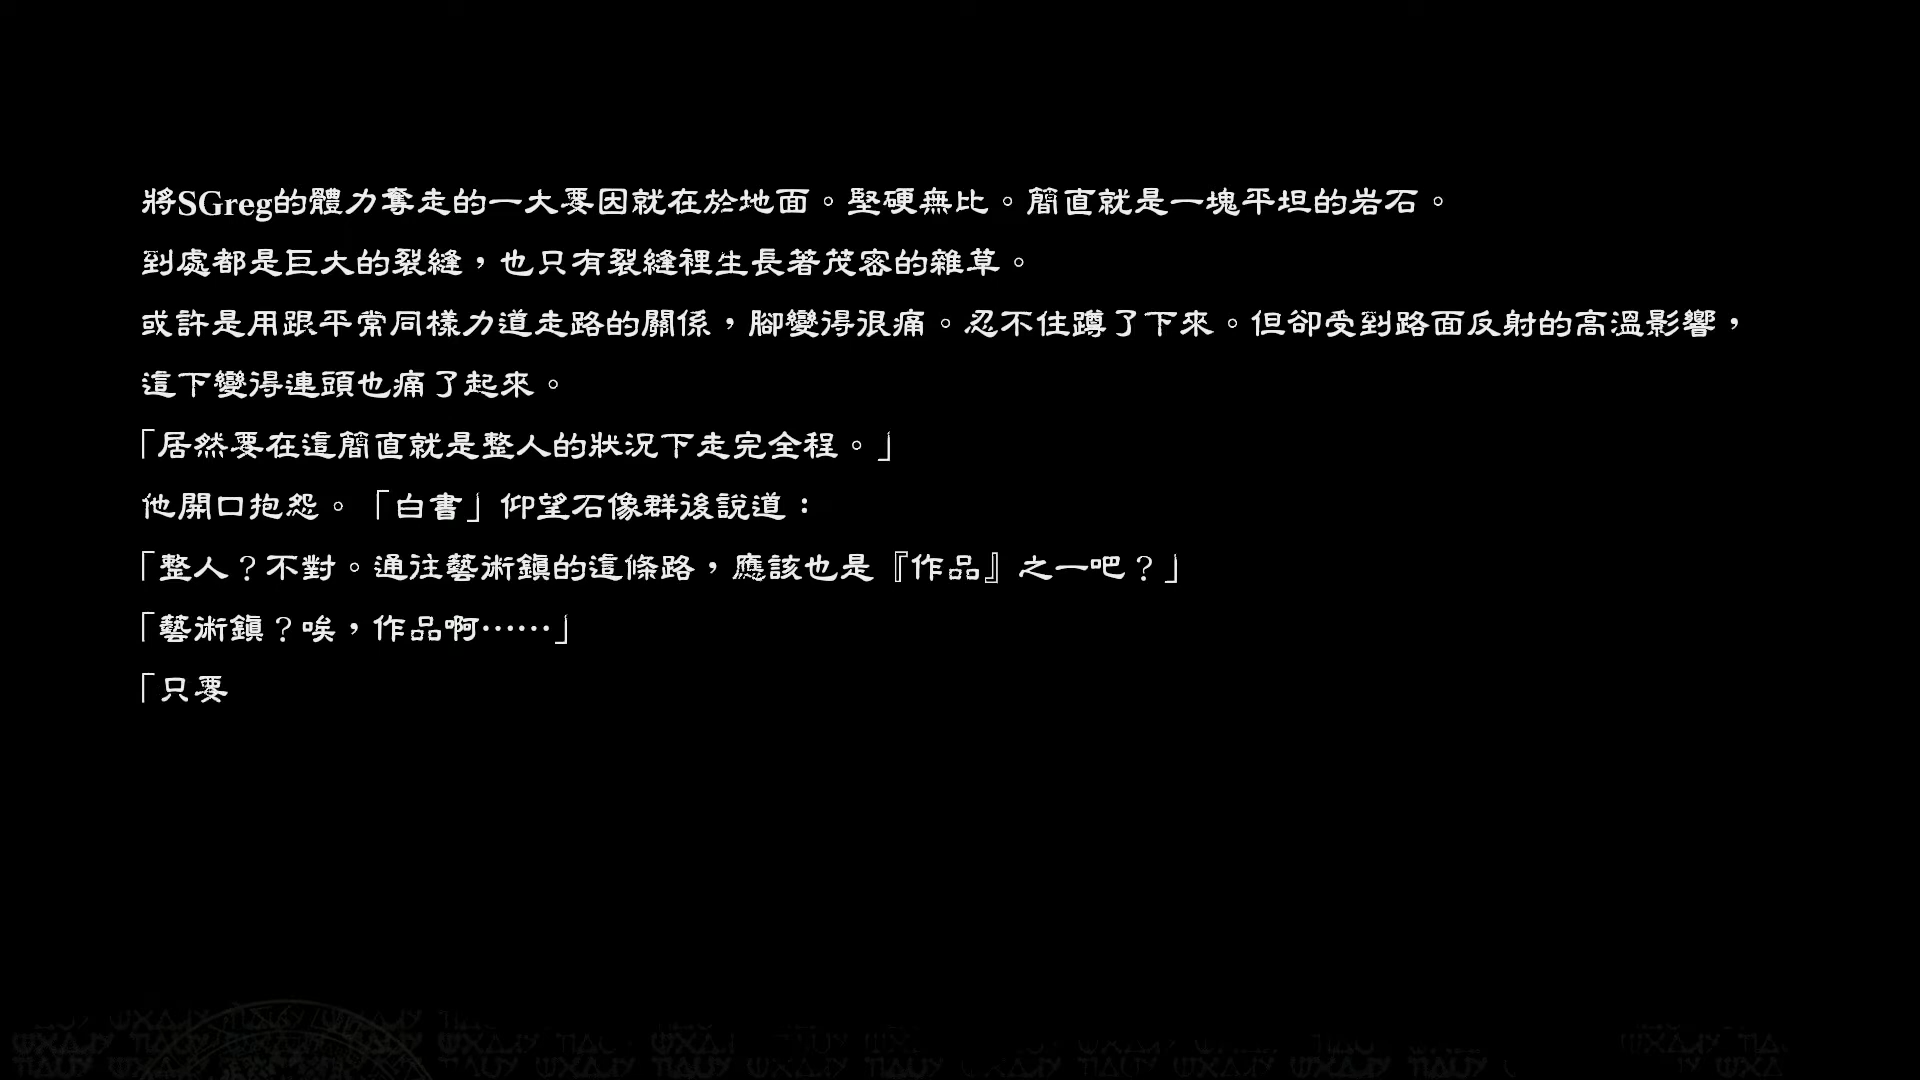 將SGreg的體力奪走的一大要因就在於地面。堅硬無比。簡直就是一塊平坦的岩石。
到處都是巨大的裂縫，也只有裂縫裡生長著茂密的雜草。
或許是用跟平常同樣力道走路的關係，腳變得很痛。忍不住蹲了下來。但卻受到路面反射的高溫影響，
這下變得連頭也痛了起來。
「居然要在這簡直就是整人的狀況下走完全程。」
他開口抱怨。「白書」仰望石像群後說道：
「整人？不對。通往藝術鎮的這條路，應該也是『作品』之一吧？」
「藝術鎮？唉，作品啊……」
「只要